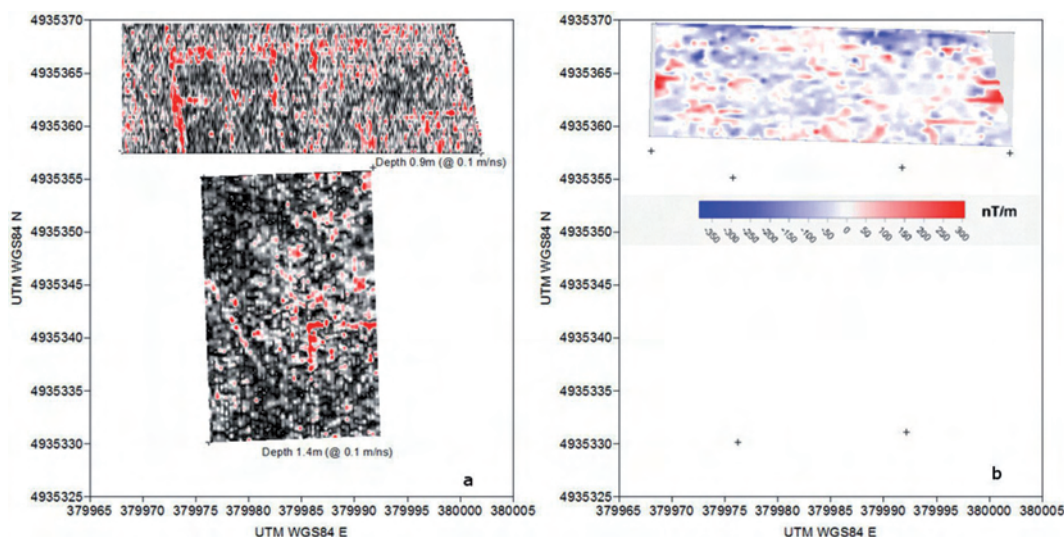 4935370
4935365
4935360
4935355
4935350
4935345
4935340
4935335
4935330
4935325
UTM WGS84 N
Depth 0.9m (@ 0.1 m/ns)
Depth 1.4m (@ 0.1 m/ns)
a
379965 379970 379975 379980 379985 379990 379995 380000 380005
UTM WGS84 E
4935370
4935365
4935360
4935355
4935350
4935345
4935340
4935335
4935330
4935325
UTM WGS84 N
nT/m
-350 -300 -250 -200 -150 -100 -50 0 50 100 150 200 250 300
b
379965 379970 379975 379980 379985 379990 379995 380000 380005
UTM WGS84 E